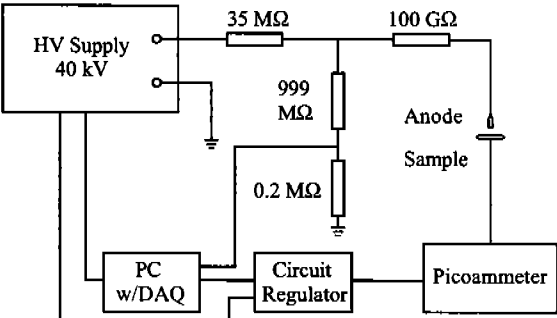 35 MΩ
100 GΩ
HV Supply
40 kV
999
MΩ
Anode
Sample
0.2 MΩ
PC
w/DAQ
Circuit
Regulator
Picoammeter